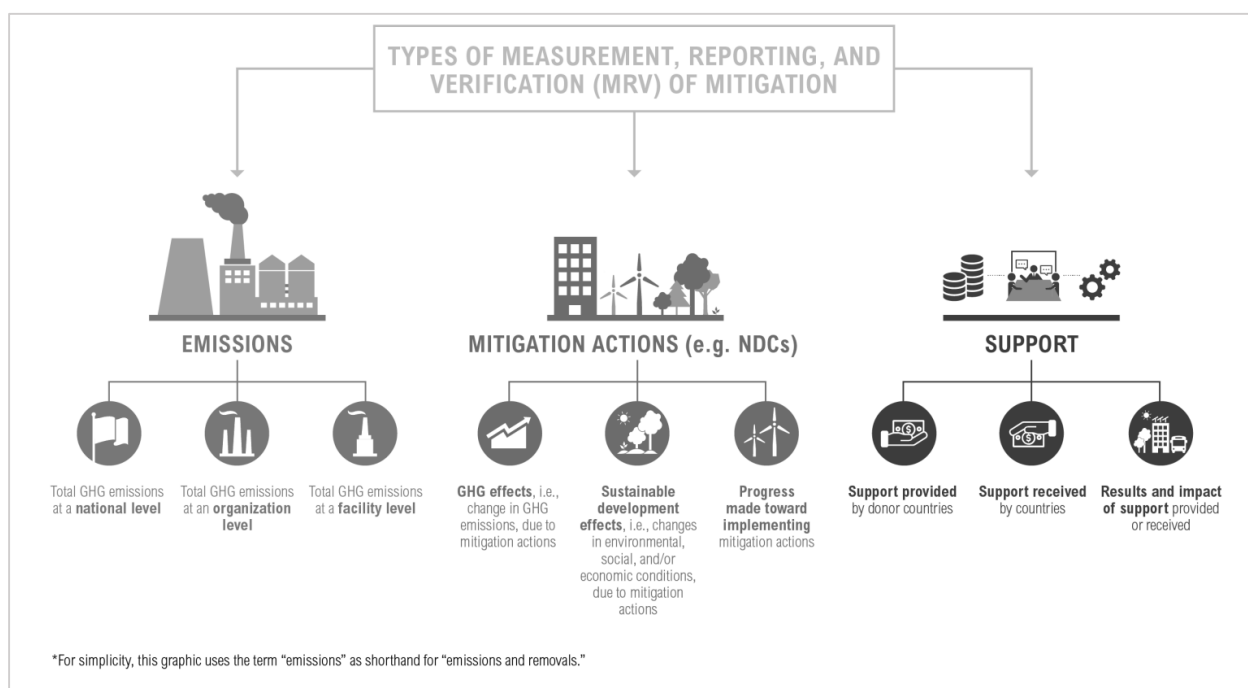 TYPES OF MEASUREMENT, REPORTING, AND
VERIFICATION (MRV) OF MITIGATION
EMISSIONS
Total GHG emissions
at a national level
Total GHG emissions
at an organization
level
Total GHG emissions
at a facility level
MITIGATION ACTIONS (e.g. NDCs)
GHG effects, i.e.,
change in GHG
emissions, due to
mitigation actions
Sustainable
development
effects, i.e., changes
in environmental,
social, and/or
economic conditions,
due to mitigation
actions
Progress
made toward
implementing
mitigation actions
SUPPORT
Support provided
by donor countries
Support received
by countries
Results and impact
of support provided
or received
*For simplicity, this graphic uses the term “emissions” as shorthand for “emissions and removals.”